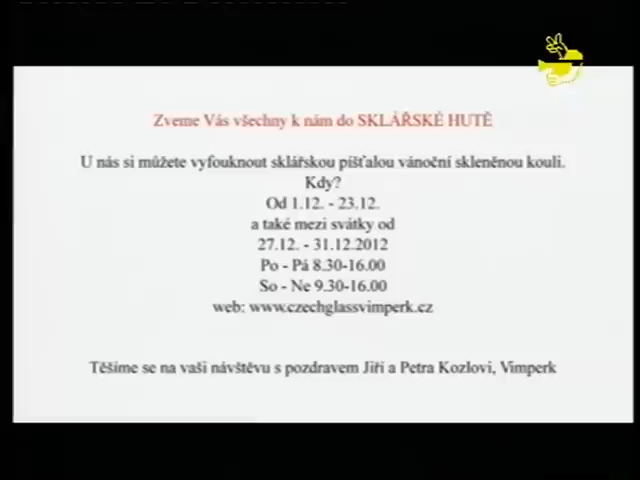 Zveme Vás všechny k nám do SKLÁŘSKÉ HUTĚ
U nás si můžete vyfouknout sklářskou píšťalou vánoční skleněnou kouli.
Kdy?
Od 1.12. - 23.12.
a také mezi svátky od
27.12. - 31.12.2012
Po - Pá 8.30-16.00
So - Ne 9.30-16.00
web: www.czechglassvimperk.cz
Těšíme se na vaši návštěvu s pozdravem Jiří a Petra Kozlovi, Vimperk